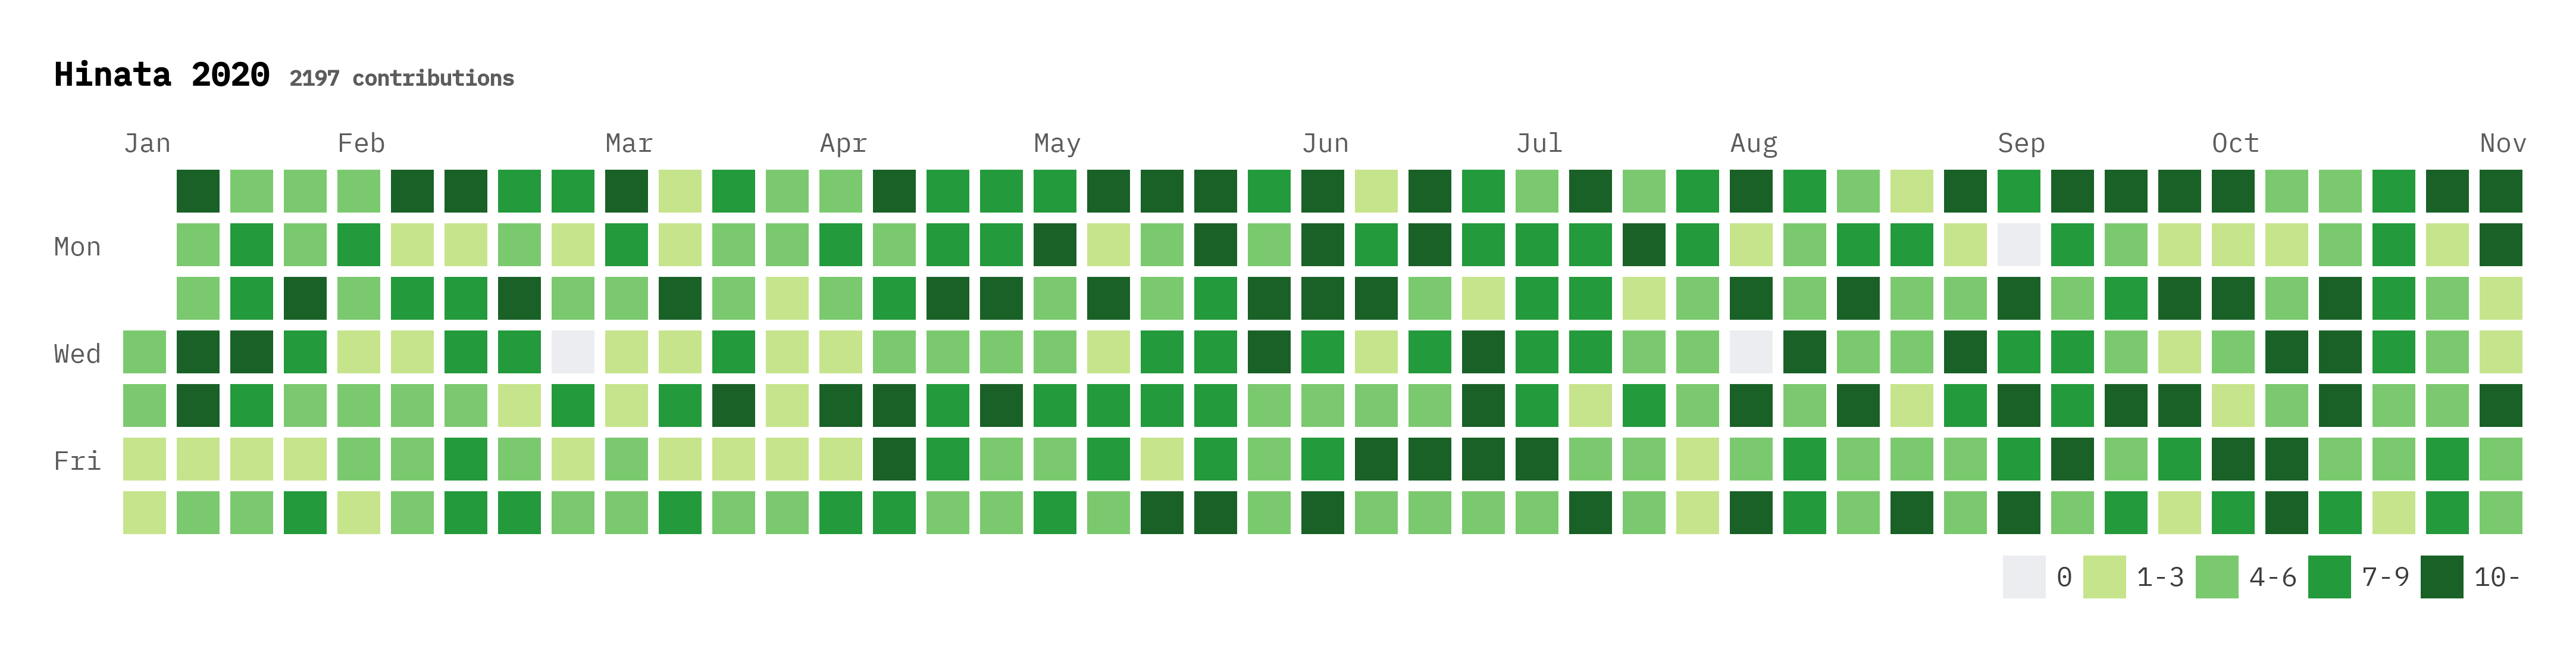 Hinata 2020 2197 contributions
Jan Feb Mar Apr May Jun Jul Aug Sep Oct Nov
Mon
Wed
Fri
0 1-3 4-6 7-9 10-